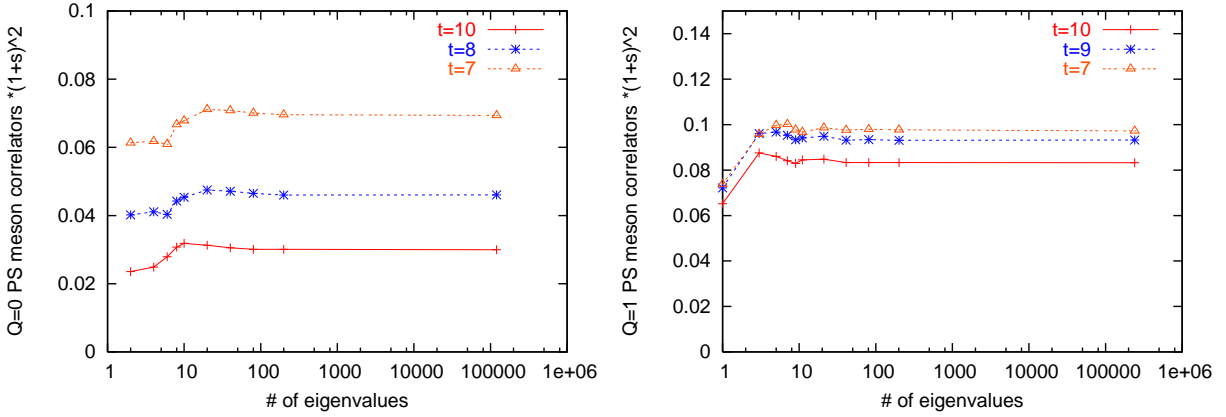 Q=0 PS meson correlators *(1+s)^2
0.1
0.08
0.06
0.04
0.02
0
t=10
t=8
t=7
1 10 100 1000 10000 100000 1e+06
# of eigenvalues
Q=1 PS meson correlators *(1+s)^2
0.14
0.12
0.1
0.08
0.06
0.04
0.02
0
t=10
t=9
t=7
1 10 100 1000 10000 100000 1e+06
# of eigenvalues